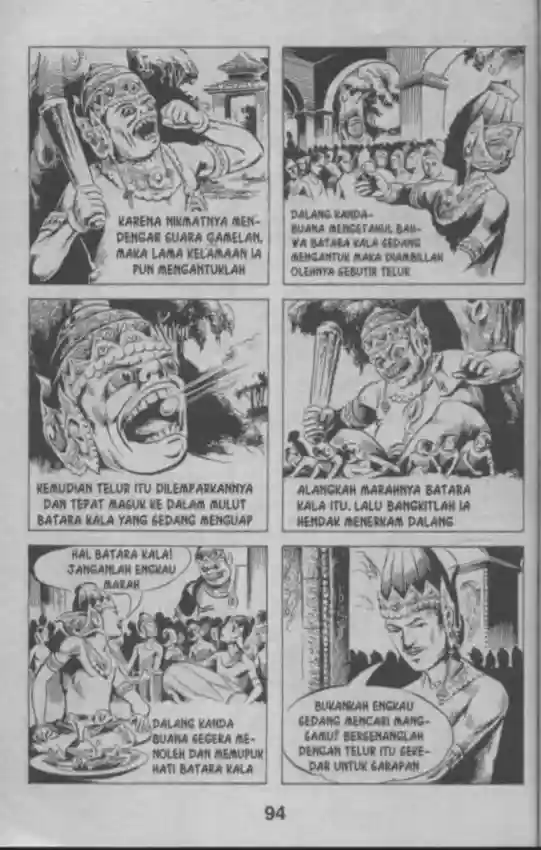 KARENA NIKMATNYA MEN-
DENGAR SUARA GAMELAN,
MAKA LAMA KELAMAAN IA
PUN MENGANTUKLAH
DALANG KANDA-
BUANA MENGETAHUI, BAH-
WA BATARA KALA SEDANG
MENGANTUK MAKA DIAMBILLAH
OLEHNYA SEBUTIR TELUR
KEMUDIAN TELUR ITU DILEMPARKANNYA
DAN TEPAT MASUK KE DALAM MULUT
BATARA KALA YANG SEDANG MENGUAP
ALANGKAH MARAHNYA BATARA
KALA ITU. LALU BANGKITLAH IA
HENDAK MENERKAM DALANG
HAI, BATARA KALA!
JANGANLAH ENGKAU
MARAH
DALANG KANDA
BUANA SEGERA ME-
NOLEH DAN MEMUPUK
HATI BATARA KALA
BUKANKAH ENGKAU
SEDANG MENCARI MANG-
SAMU? BERSENANGLAH
DENGAN TELUR ITU SEKE-
DAR UNTUK SARAPAN
94